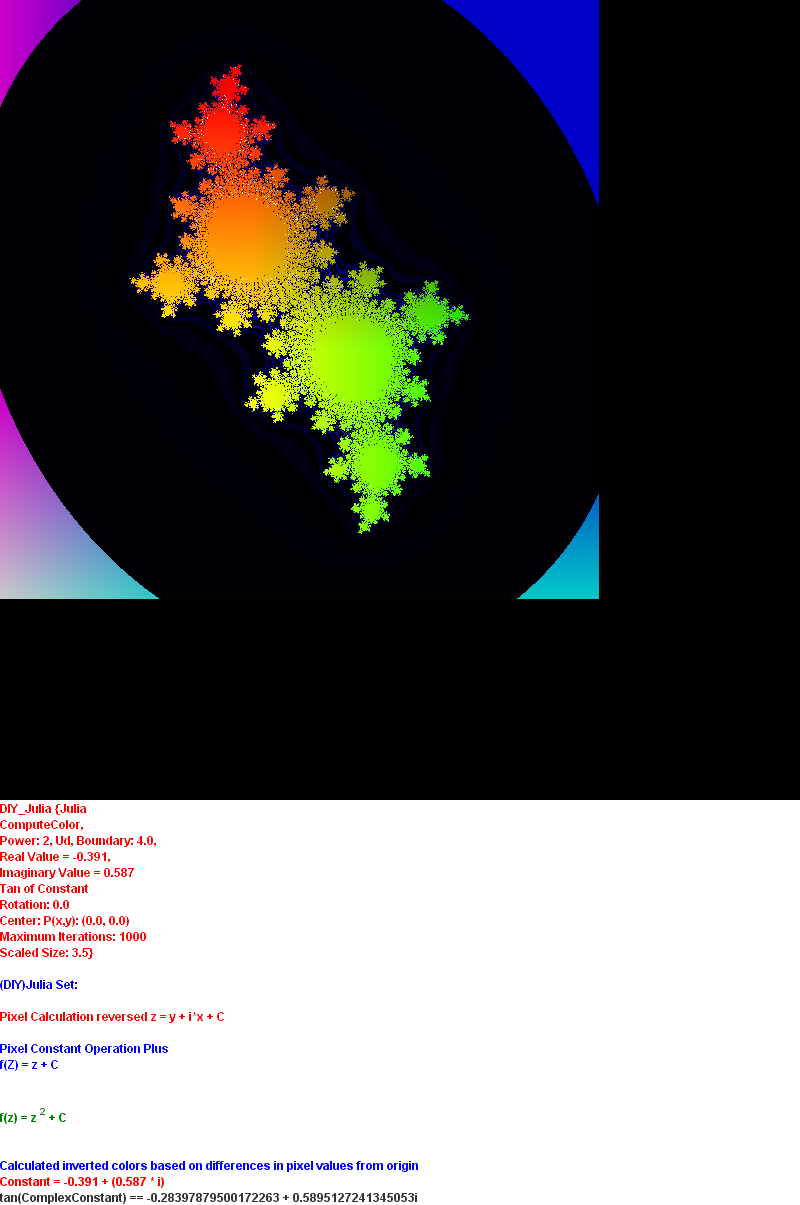 DIY_Julia {Julia
ComputeColor,
Power: 2, Ud, Boundary: 4.0,
Real Value = -0.391,
Imaginary Value = 0.587
Tan of Constant
Rotation: 0.0
Center: P(x,y): (0.0, 0.0)
Maximum Iterations: 1000
Scaled Size: 3.5}
(DIY)Julia Set:
Pixel Calculation reversed z = y + i*x + C
Pixel Constant Operation Plus
f(Z) = z + C
f(z) = z 2 + C
Calculated inverted colors based on differences in pixel values from origin
Constant = -0.391 + (0.587 * i)
tan(ComplexConstant) == -0.28397879500172263 + 0.5895127241345053i